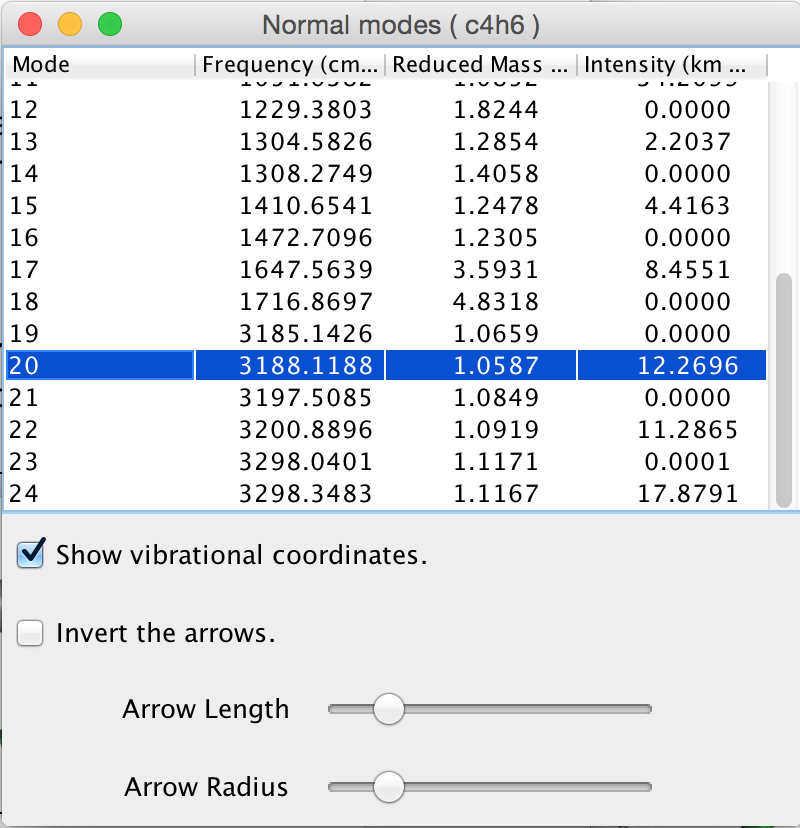 Normal modes ( c4h6 )
Mode Frequency (cm... Reduced Mass ... Intensity (km ...
12 1229.3803 1.8244 0.0000
13 1304.5826 1.2854 2.2037
14 1308.2749 1.4058 0.0000
15 1410.6541 1.2478 4.4163
16 1472.7096 1.2305 0.0000
17 1647.5639 3.5931 8.4551
18 1716.8697 4.8318 0.0000
19 3185.1426 1.0659 0.0000
20 3188.1188 1.0587 12.2696
21 3197.5085 1.0849 0.0000
22 3200.8896 1.0919 11.2865
23 3298.0401 1.1171 0.0001
24 3298.3483 1.1167 17.8791
Show vibrational coordinates.
Invert the arrows.
Arrow Length
Arrow Radius